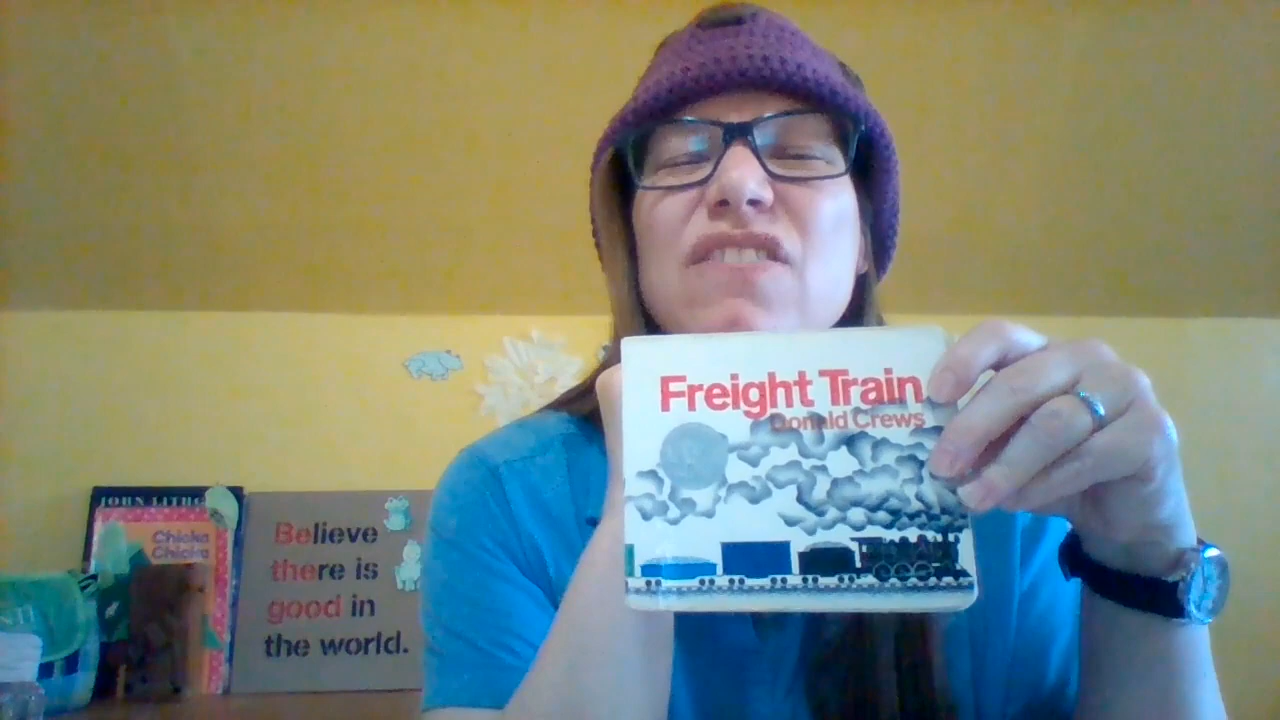 Freight Train
Donald Crews
JOHN LITHG
Chicka
Chicka
Believe
there is
good in
the world.